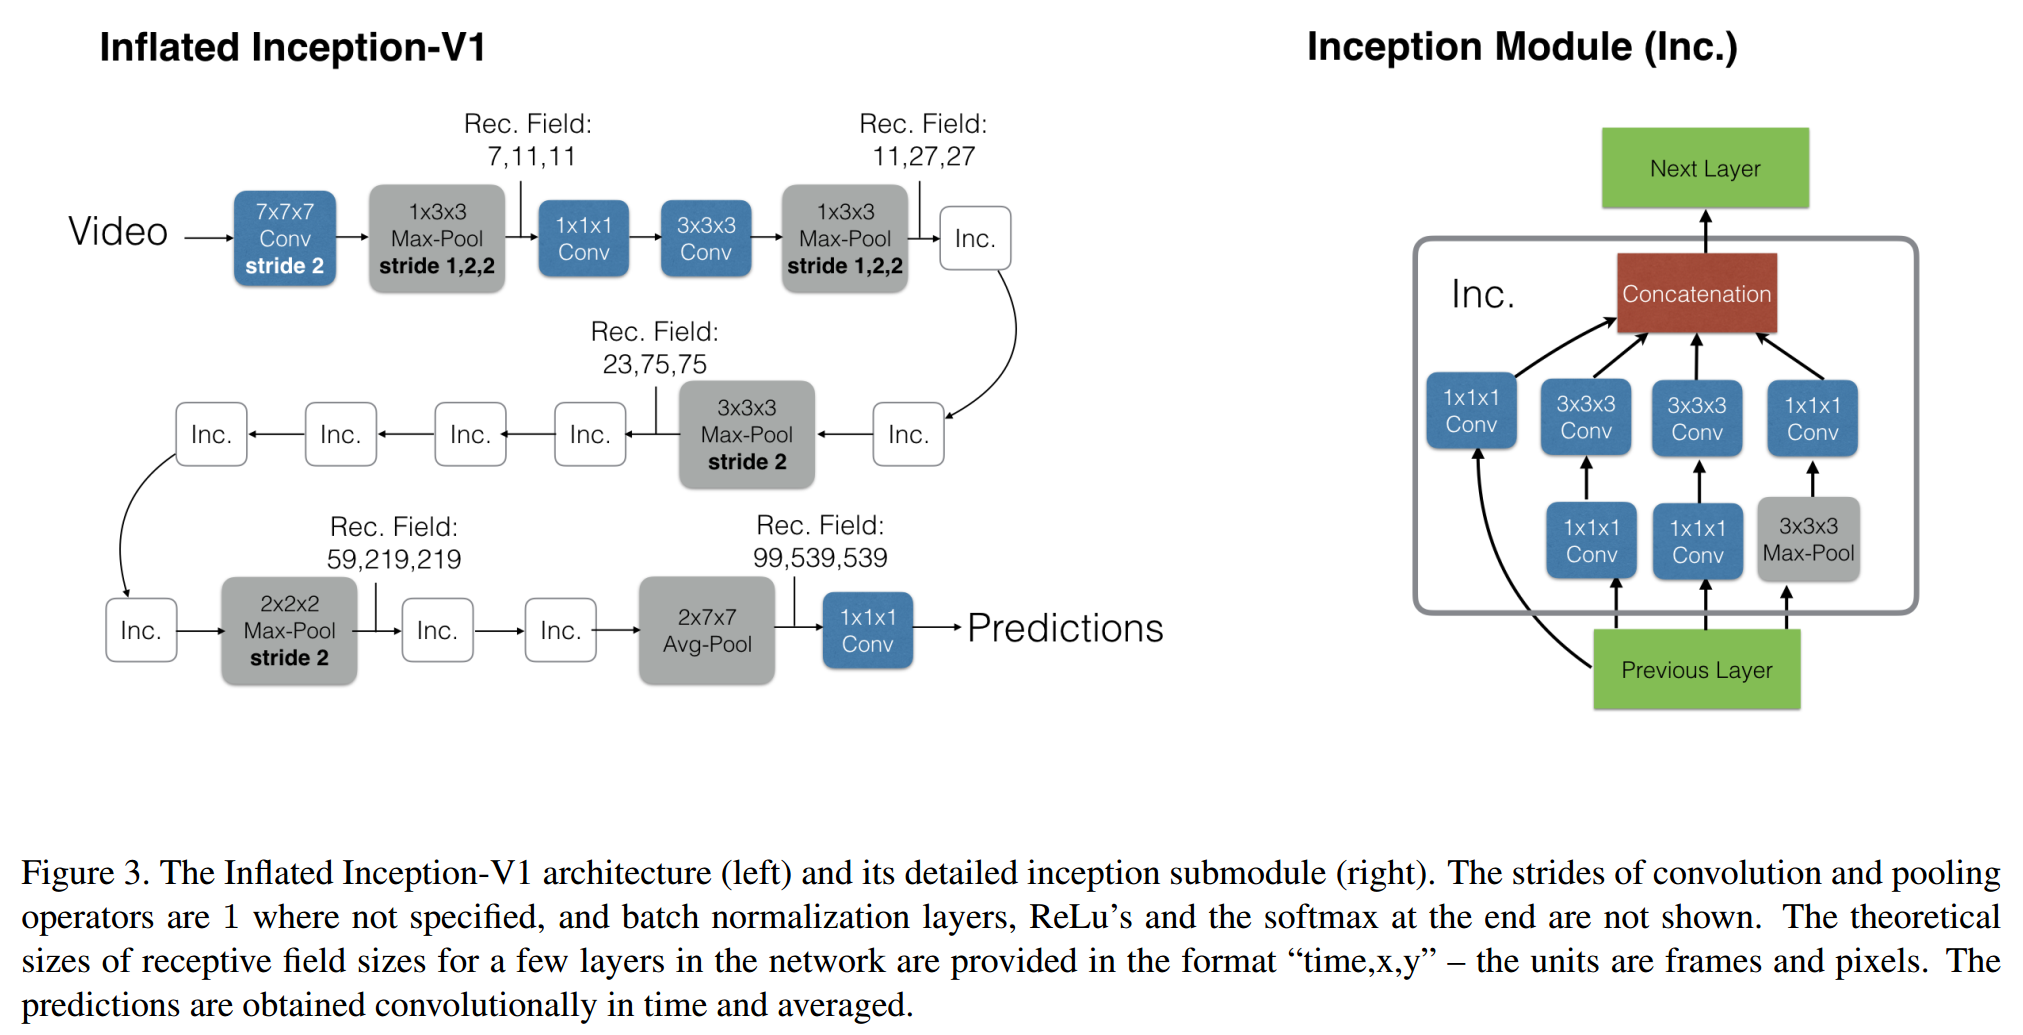 Inflated Inception-V1
Rec. Field:
7,11,11
Rec. Field:
11,27,27
Video
7x7x7
Conv
stride 2
1x3x3
Max-Pool
stride 1,2,2
1x1x1
Conv
3x3x3
Conv
1x3x3
Max-Pool
stride 1,2,2
Inc.
Rec. Field:
23,75,75
Inc.
Inc.
Inc.
Inc.
3x3x3
Max-Pool
stride 2
Inc.
Rec. Field:
59,219,219
Rec. Field:
99,539,539
Inc.
2x2x2
Max-Pool
stride 2
Inc.
Inc.
2x7x7
Avg-Pool
1x1x1
Conv
Predictions
Inception Module (Inc.)
Next Layer
Inc.
Concatenation
1x1x1
Conv
3x3x3
Conv
3x3x3
Conv
1x1x1
Conv
1x1x1
Conv
1x1x1
Conv
3x3x3
Max-Pool
Previous Layer
Figure 3. The Inflated Inception-V1 architecture (left) and its detailed inception submodule (right). The strides of convolution and pooling
operators are 1 where not specified, and batch normalization layers, ReLu's and the softmax at the end are not shown. The theoretical
sizes of receptive field sizes for a few layers in the network are provided in the format “time,x,y” – the units are frames and pixels. The
predictions are obtained convolutionally in time and averaged.